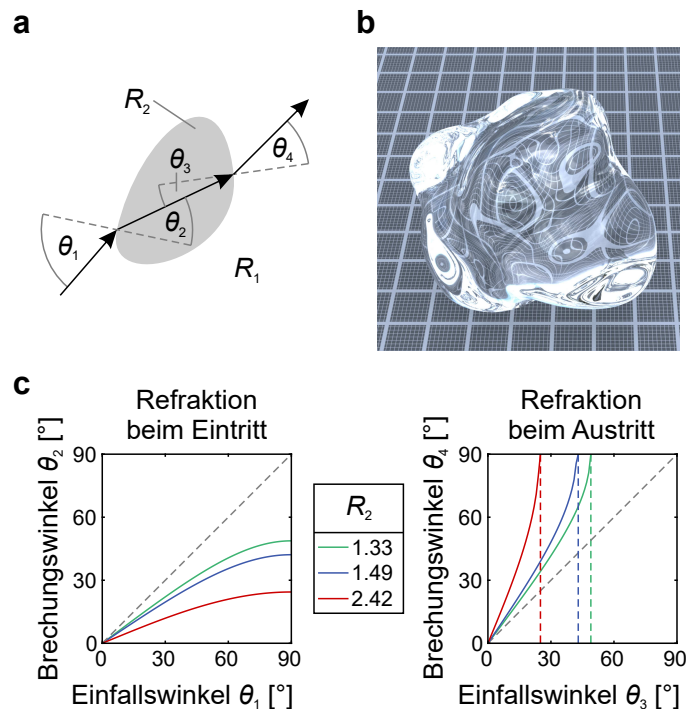 a
b
R₂
θ₃
θ₄
θ₂
θ₁
R₁
c
Refraktion
beim Eintritt
Brechungswinkel θ₂ [°]
90
60
30
0
0 30 60 90
Einfallswinkel θ₁ [°]
R₂
1.33
1.49
2.42
Refraktion
beim Austritt
Brechungswinkel θ₄ [°]
90
60
30
0
0 30 60 90
Einfallswinkel θ₃ [°]